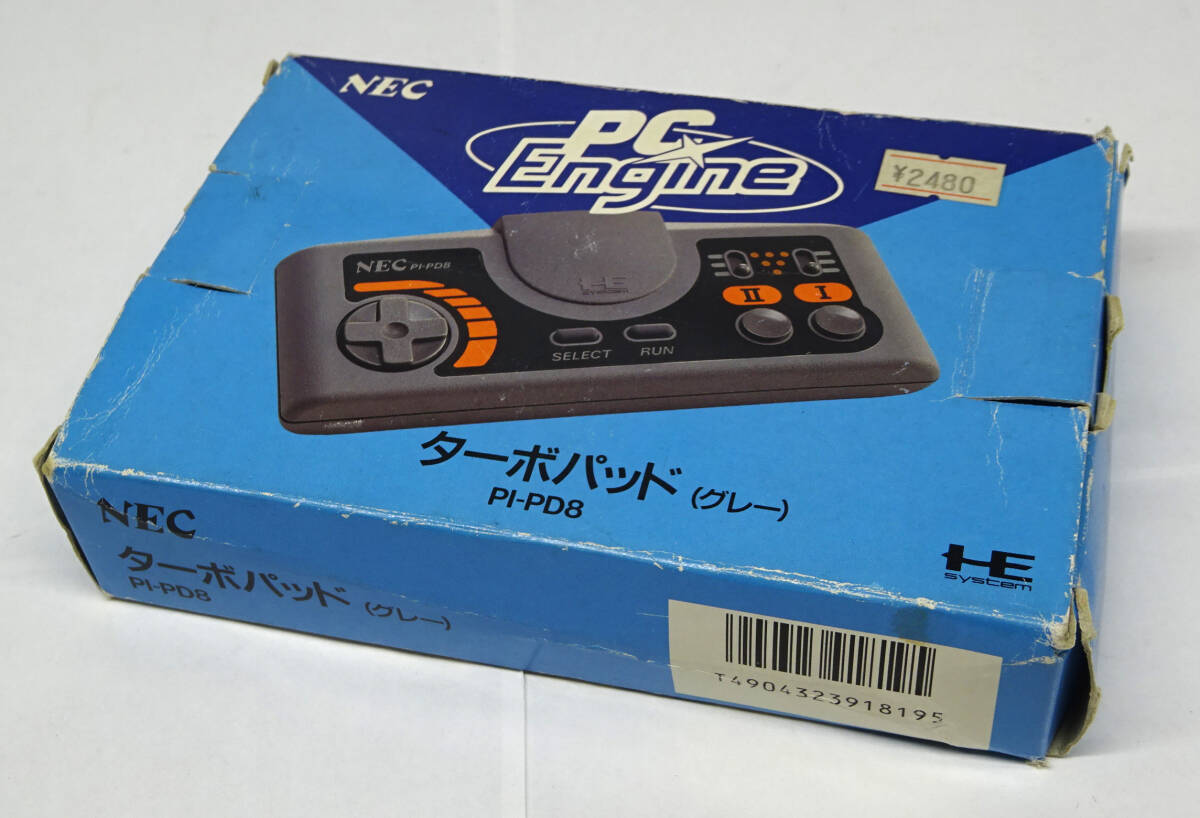 NEC
PC
Engine
¥2480
NEC PI-PD8
HE
system
II I
SELECT RUN
ターボパッド (グレー)
PI-PD8
NEC
ターボパッド (グレー)
PI-PD8
HE
system
T4904323918195